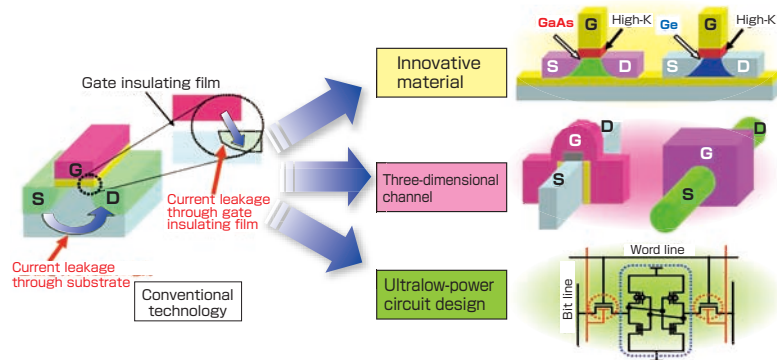 Gate insulating film
G
S
D
Current leakage
through gate
insulating film
Current leakage
through substrate
Conventional
technology
Innovative
material
GaAs
G
High-K
Ge
G
High-K
S
D
S
D
Three-dimensional
channel
G
D
S
D
G
S
Ultralow-power
circuit design
Word line
Bit line